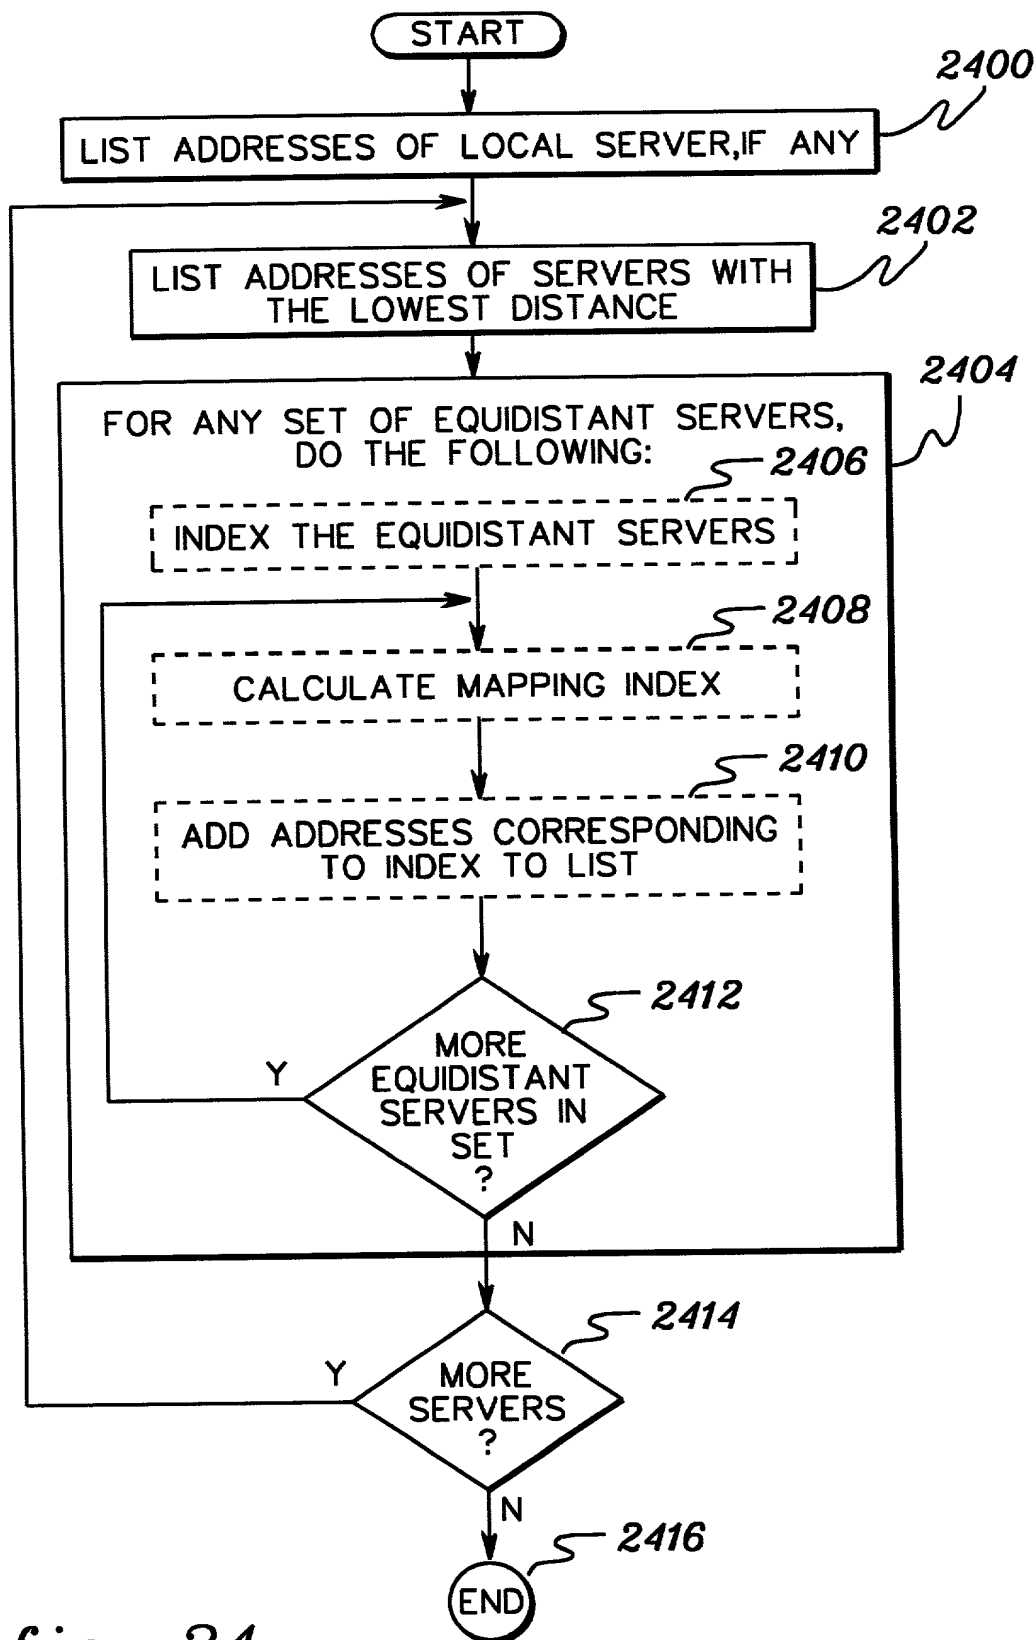 START
2400
LIST ADDRESSES OF LOCAL SERVER,IF ANY
2402
LIST ADDRESSES OF SERVERS WITH
THE LOWEST DISTANCE
2404
FOR ANY SET OF EQUIDISTANT SERVERS,
DO THE FOLLOWING:
2406
INDEX THE EQUIDISTANT SERVERS
2408
CALCULATE MAPPING INDEX
2410
ADD ADDRESSES CORRESPONDING
TO INDEX TO LIST
2412
MORE
EQUIDISTANT
SERVERS IN
SET
?
Y
N
2414
MORE
SERVERS
?
Y
N
2416
END
fig. 24